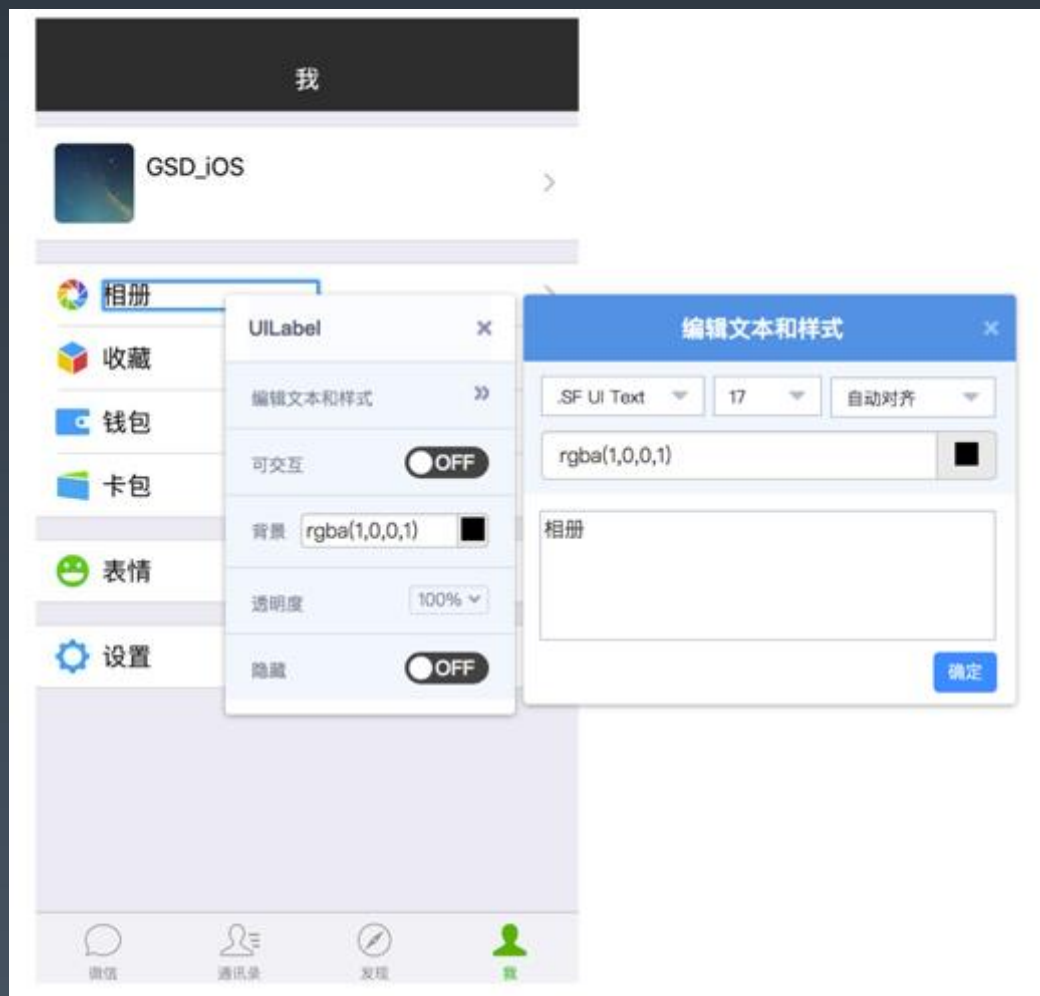 我
GSD_iOS
相册
收藏
钱包
卡包
表情
设置
UILabel
编辑文本和样式
可交互
OFF
背景 rgba(1,0,0,1)
透明度 100%
隐藏
OFF
编辑文本和样式
.SF UI Text 17 自动对齐
rgba(1,0,0,1)
相册
确定
微信 通讯录 发现 我